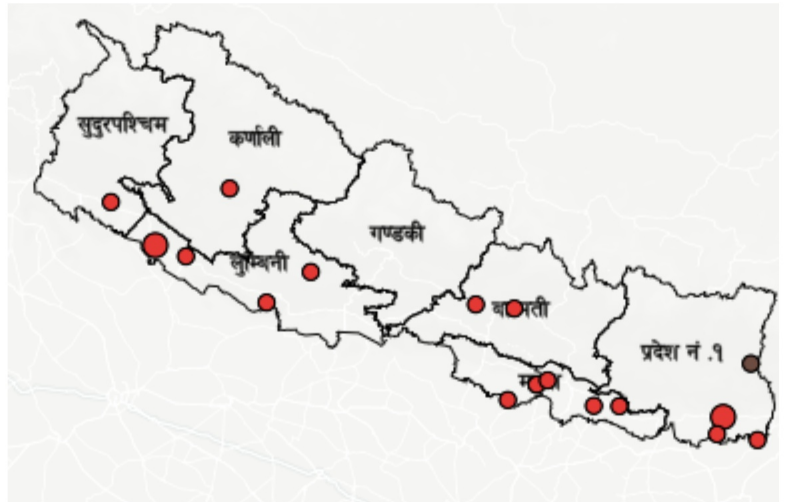 सुदुरपश्चिम
कर्णाली
गण्डकी
लुम्बिनी
प्रदेश नं .१